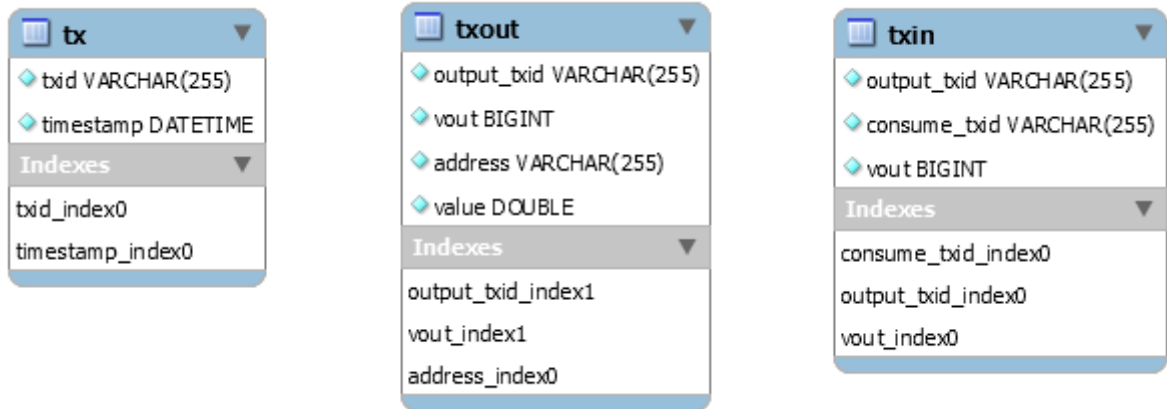 tx
txid VARCHAR(255)
timestamp DATETIME
Indexes
txid_index0
timestamp_index0
txout
output_txid VARCHAR(255)
vout BIGINT
address VARCHAR(255)
value DOUBLE
Indexes
output_txid_index1
vout_index1
address_index0
txin
output_txid VARCHAR(255)
consume_txid VARCHAR(255)
vout BIGINT
Indexes
consume_txid_index0
output_txid_index0
vout_index0